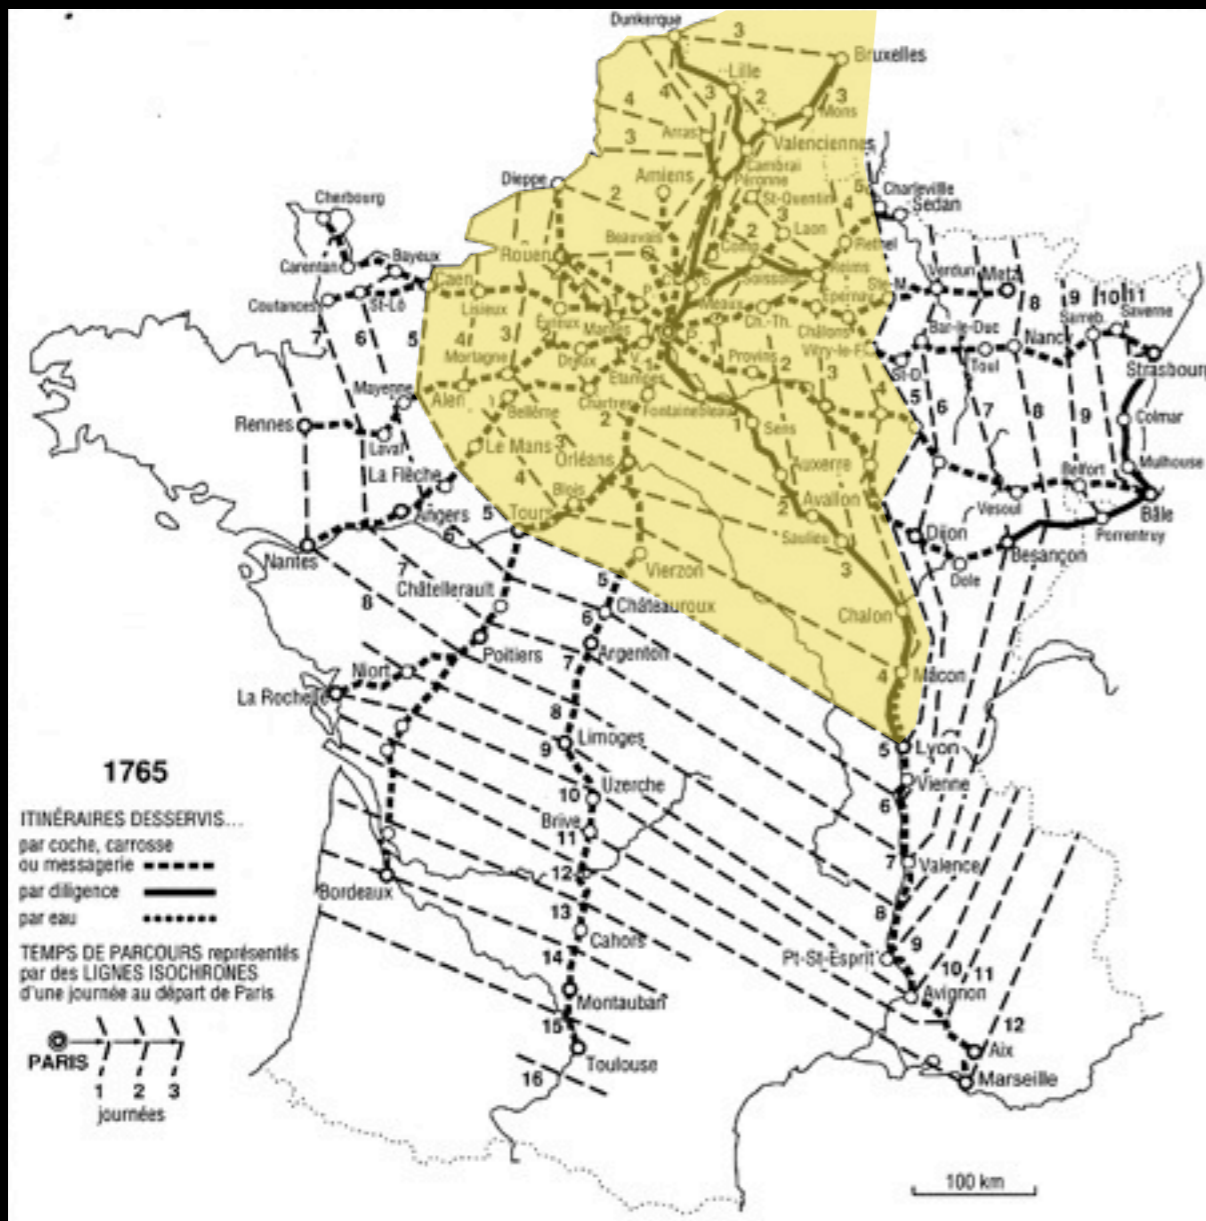 Dunkerque
3
Bruxelles
Lille
4
3
2
3
4
Mons
Arras
Valenciennes
3
Cambrai
Amiens
Péronne
Dieppe
2
St-Quentin
5
Charleville
Cherbourg
4
Sedan
3
Laon
Beauvais
2
Rethel
Rouen
Comp.
Carentan
Bayeux
1
Soissons
Reims
Verdun
Metz
Caen
Ste-M.
8
9
10
11
Coutances
St-Lô
Lisieux
P.
Meaux
Epernay
Sarreb.
Saverne
Evreux
Mantes
Ch.-Th.
Châlons
Bar-le-Duc
Nancy
7
6
5
4
3
Dreux
V.
P
Vitry-le-F.
Strasbourg
Mortagne
1
Provins
2
St-D.
Toul
Mayenne
Etampes
3
Alen.
Chartres
Fontainebleau
4
5
Bellême
2
1
Sens
6
7
8
9
Colmar
Rennes
Laval
Le Mans
3
Orléans
Auxerre
Belfort
Mulhouse
La Flèche
4
Blois
Avallon
Vesoul
Bâle
Angers
5
Tours
2
Saulieu
Dijon
Porrentruy
6
3
Besançon
Nantes
Vierzon
Dole
7
5
Châtellerault
8
6
Châteauroux
Chalon
Poitiers
7
Argenton
Niort
4
Mâcon
La Rochelle
8
Limoges
9
5
Lyon
1765
Uzerche
Vienne
10
6
ITINÉRAIRES DESSERVIS...
Brive
par coche, carrosse
11
ou messagerie
7
Valence
12
par diligence
Bordeaux
8
par eau
13
Cahors
9
TEMPS DE PARCOURS représentés
14
Pt-St-Esprit
par des LIGNES ISOCHRONES
10
11
d'une journée au départ de Paris
Montauban
Avignon
15
12
PARIS
Toulouse
Aix
16
Marseille
1 2 3
journées
100 km